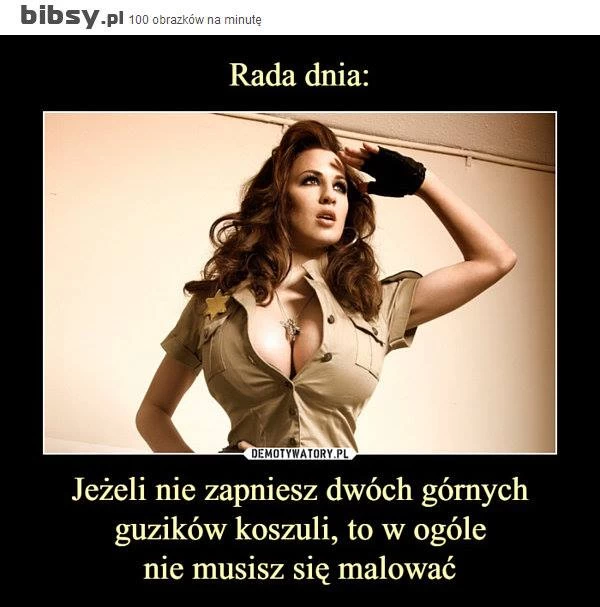 bibsy.pl 100 obrazków na minutę
Rada dnia:
DEMOTYWATORY.PL
Jeżeli nie zapniesz dwóch górnych
guzików koszuli, to w ogóle
nie musisz się malować